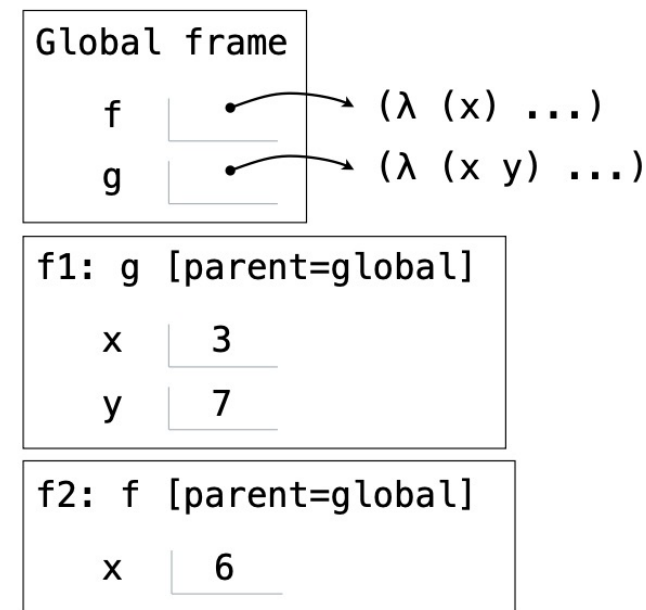 Global frame
f (λ (x) ...)
g (λ (x y) ...)
f1: g [parent=global]
x 3
y 7
f2: f [parent=global]
x 6